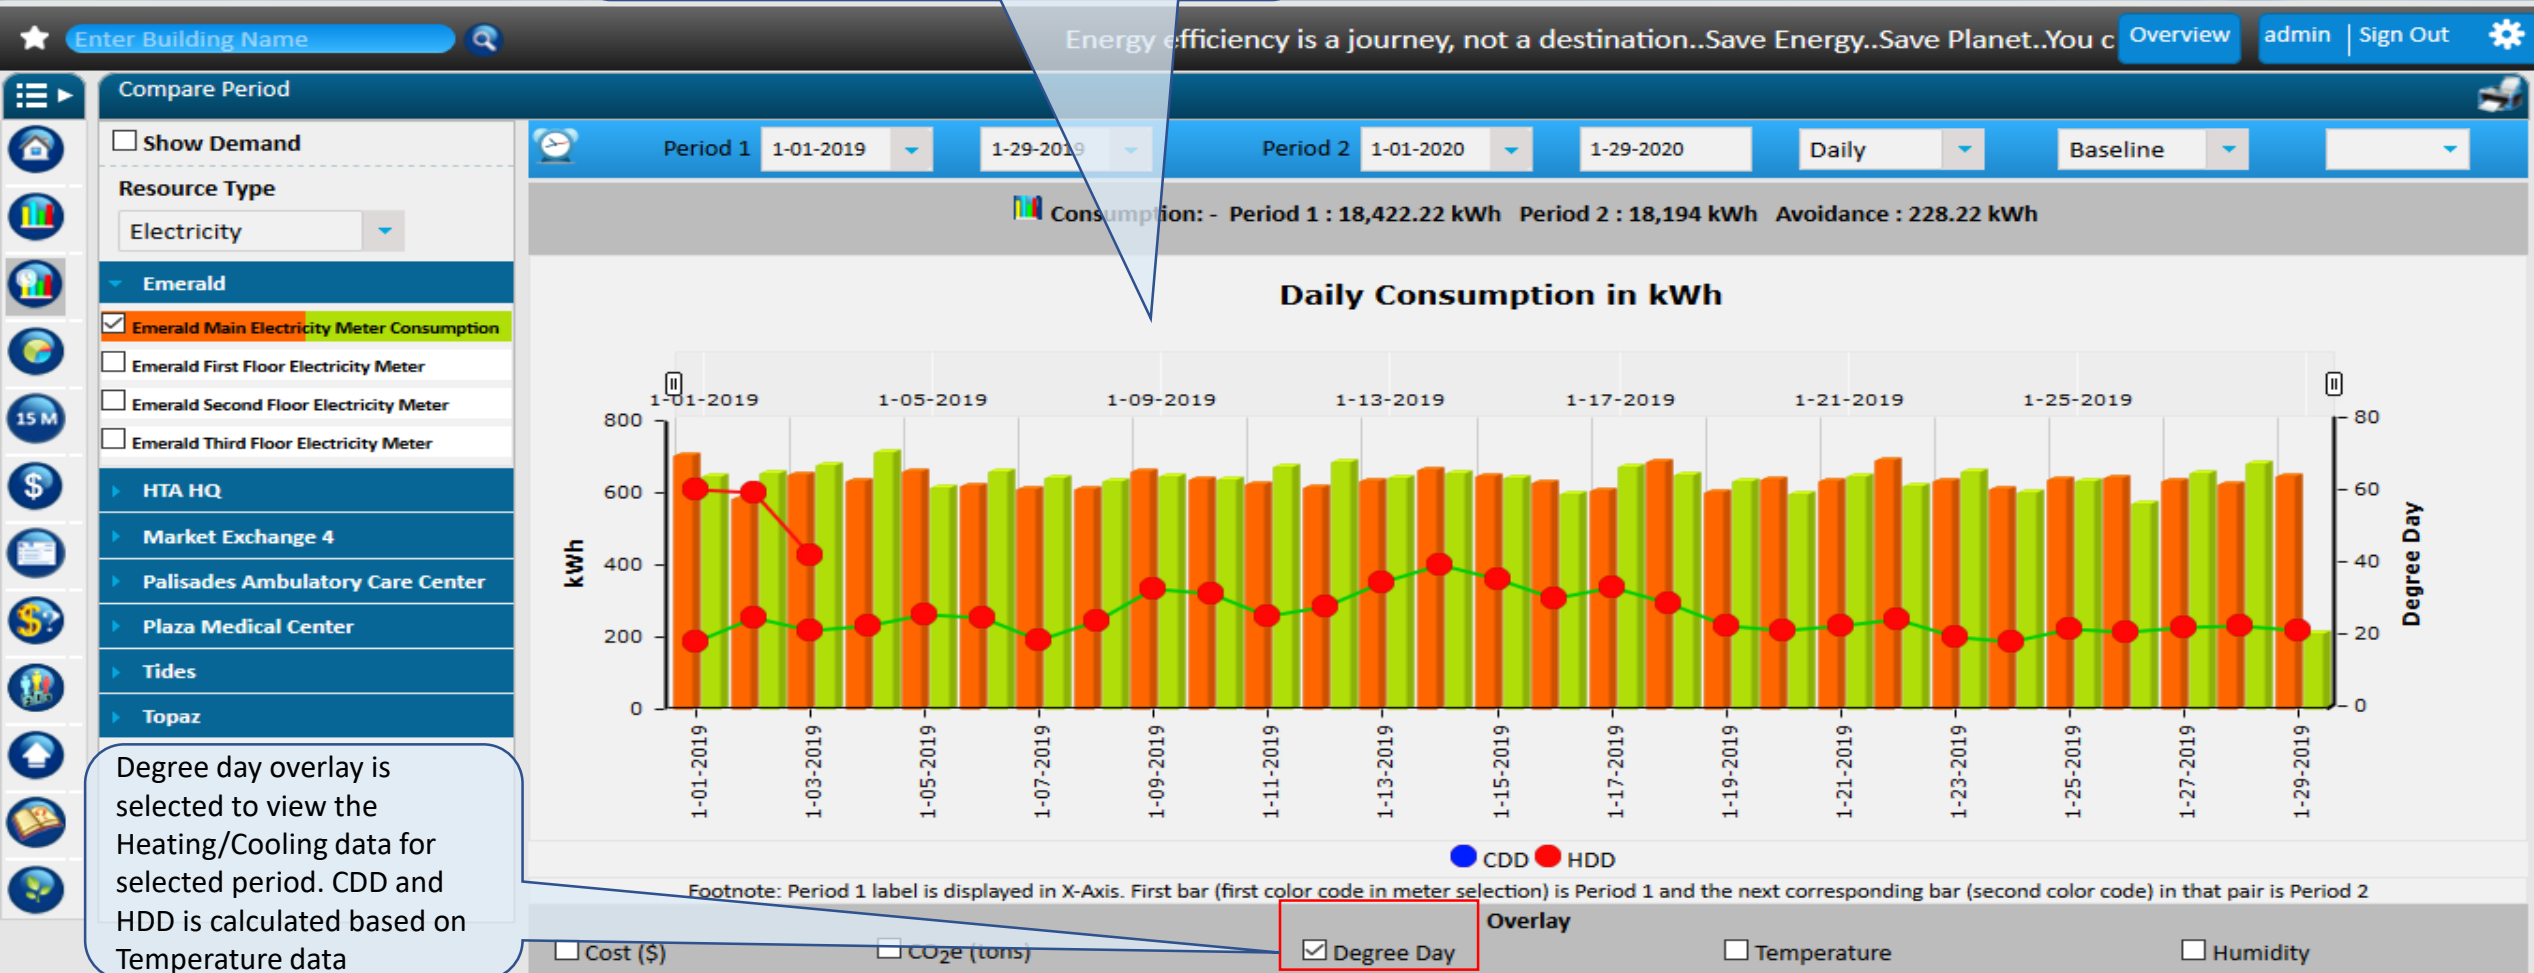 Enter Building Name
Energy efficiency is a journey, not a destination..Save Energy..Save Planet..You c
Overview
admin | Sign Out
Compare Period
Show Demand
Period 1 1-01-2019 1-29-2019 Period 2 1-01-2020 1-29-2020 Daily Baseline
Resource Type
Electricity
Consumption: - Period 1 : 18,422.22 kWh Period 2 : 18,194 kWh Avoidance : 228.22 kWh
Emerald
Emerald Main Electricity Meter Consumption
Emerald First Floor Electricity Meter
Emerald Second Floor Electricity Meter
Emerald Third Floor Electricity Meter
15 M
HTA HQ
Market Exchange 4
Palisades Ambulatory Care Center
Plaza Medical Center
Tides
Topaz
Daily Consumption in kWh
1-01-2019 1-05-2019 1-09-2019 1-13-2019 1-17-2019 1-21-2019 1-25-2019
800
600
400
200
0
kWh
80
60
40
20
0
Degree Day
1-01-2019 1-03-2019 1-05-2019 1-07-2019 1-09-2019 1-11-2019 1-13-2019 1-15-2019 1-17-2019 1-19-2019 1-21-2019 1-23-2019 1-25-2019 1-27-2019 1-29-2019
CDD HDD
Footnote: Period 1 label is displayed in X-Axis. First bar (first color code in meter selection) is Period 1 and the next corresponding bar (second color code) in that pair is Period 2
Overlay
Cost ($) CO2e (tons) Degree Day Temperature Humidity
Degree day overlay is
selected to view the
Heating/Cooling data for
selected period. CDD and
HDD is calculated based on
Temperature data